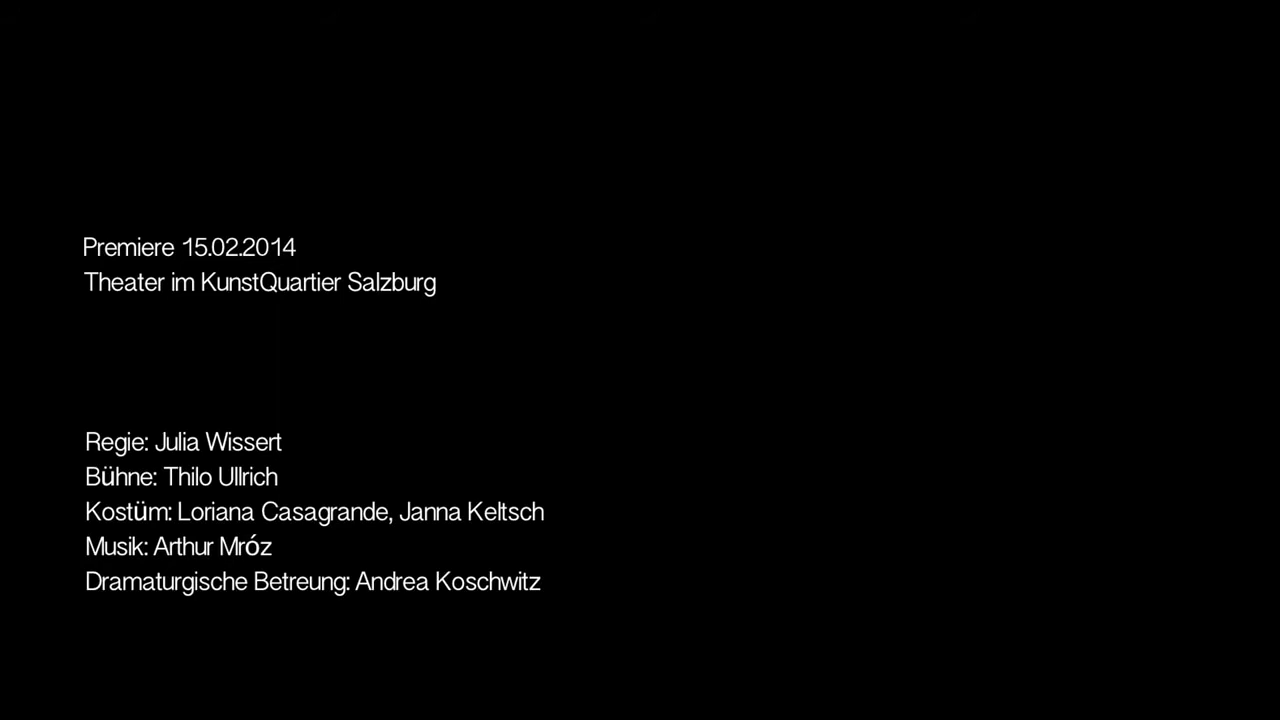 Premiere 15.02.2014
Theater im KunstQuartier Salzburg
Regie: Julia Wissert
Bühne: Thilo Ullrich
Kostüm: Loriana Casagrande, Janna Keltsch
Musik: Arthur Mróz
Dramaturgische Betreung: Andrea Koschwitz